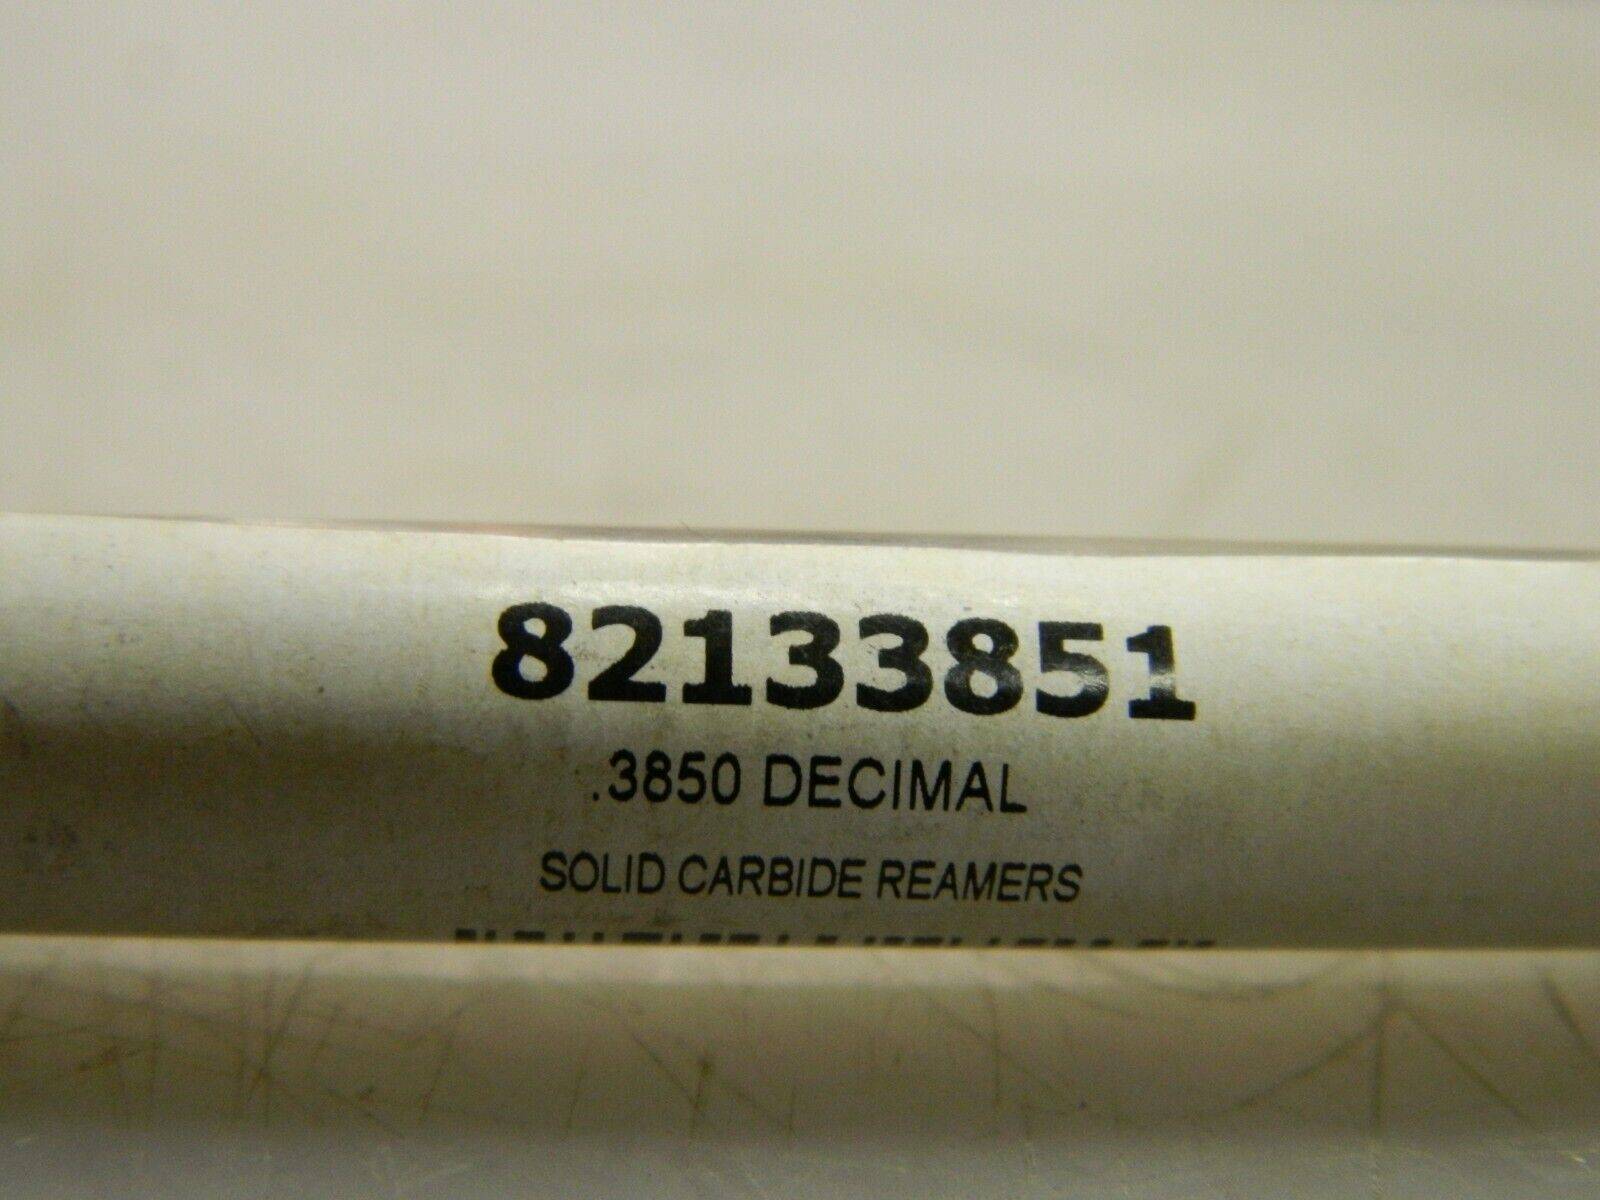 82133851
.3850 DECIMAL
SOLID CARBIDE REAMERS